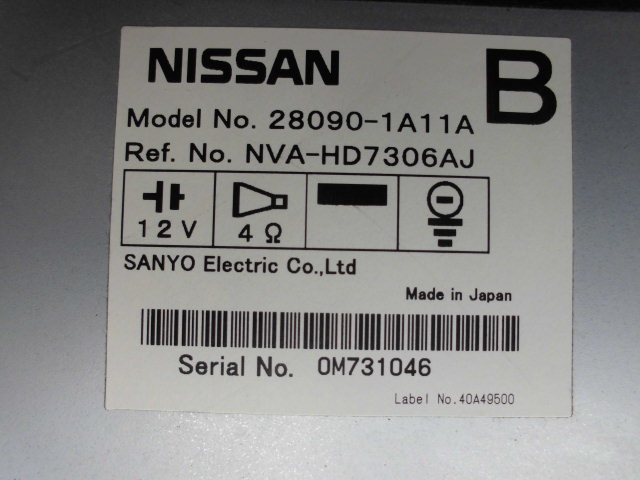 NISSAN
B
Model No. 28090-1A11A
Ref. No. NVA-HD7306AJ
12V
4Ω
SANYO Electric Co.,Ltd
Made in Japan
Serial No. 0M731046
Label No.40A49500